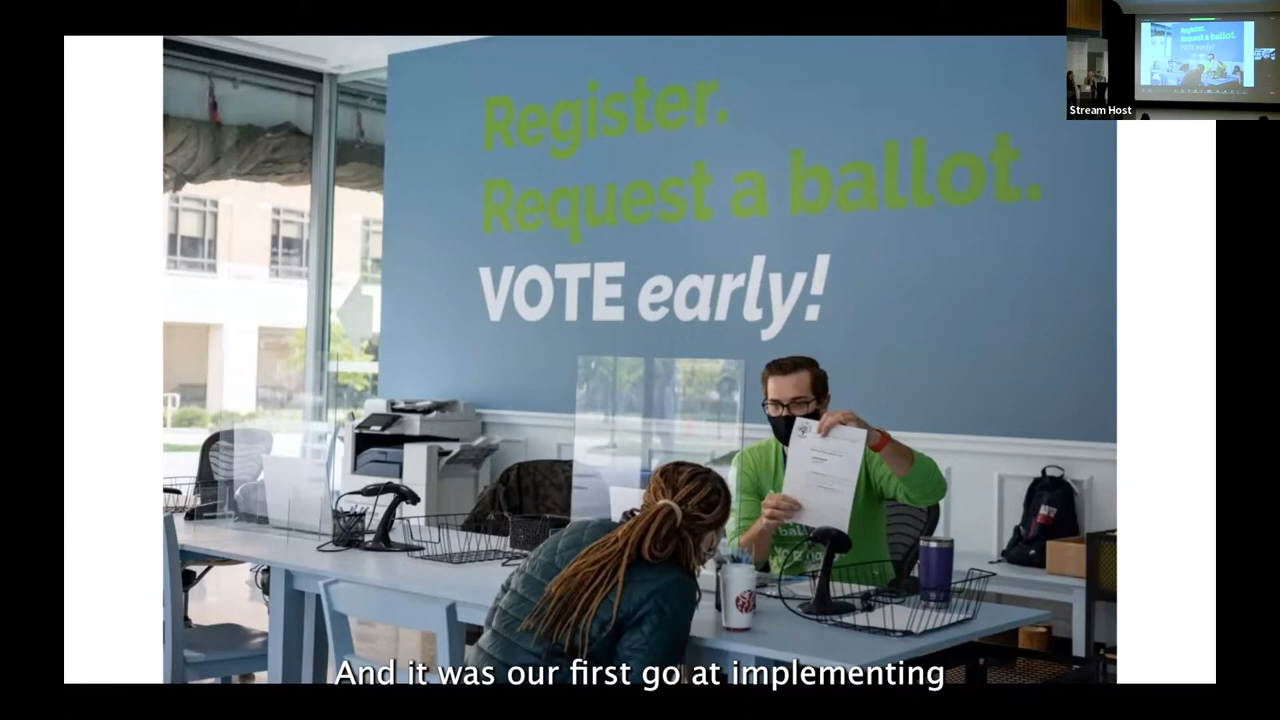 Register.
Request a ballot.
VOTE early!
Stream Host
And it was our first go at implementing